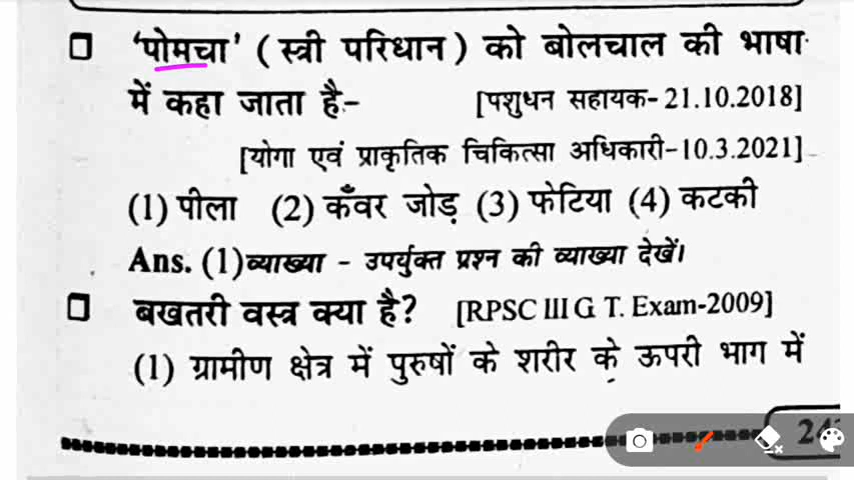 'पोमचा' ( स्त्री परिधान ) को बोलचाल की भाषा
में कहा जाता है- [पशुधन सहायक- 21.10.2018]
[योगा एवं प्राकृतिक चिकित्सा अधिकारी-10.3.2021]
(1) पीला (2) कँवर जोड़ (3) फेटिया (4) कटकी
Ans. (1)व्याख्या - उपर्युक्त प्रश्न की व्याख्या देखें।
बखतरी वस्त्र क्या है? [RPSC III G T. Exam-2009]
(1) ग्रामीण क्षेत्र में पुरुषों के शरीर के ऊपरी भाग में